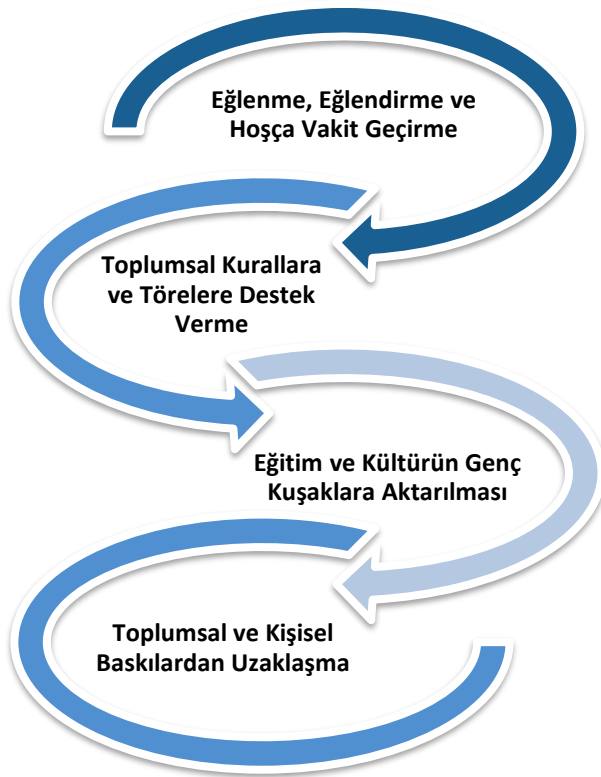 Eğlenme, Eğlendirme ve
Hoşça Vakit Geçirme
Toplumsal Kurallara
ve Törelere Destek
Verme
Eğitim ve Kültürün Genç
Kuşaklara Aktarılması
Toplumsal ve Kişisel
Baskılardan Uzaklaşma